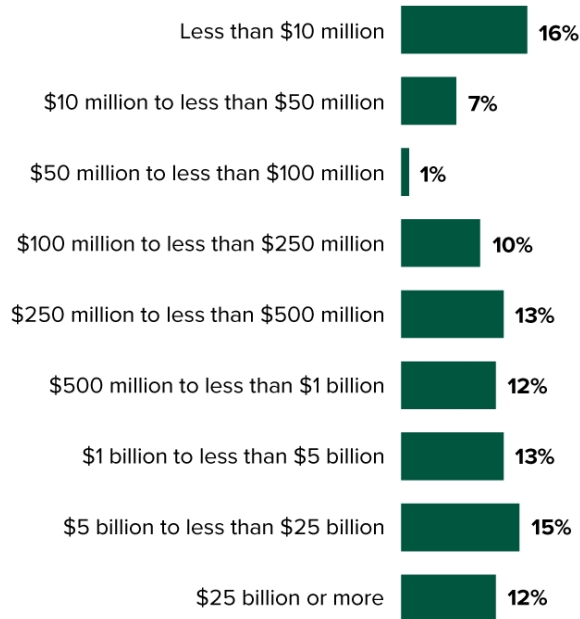 Less than $10 million 16%
$10 million to less than $50 million 7%
$50 million to less than $100 million 1%
$100 million to less than $250 million 10%
$250 million to less than $500 million 13%
$500 million to less than $1 billion 12%
$1 billion to less than $5 billion 13%
$5 billion to less than $25 billion 15%
$25 billion or more 12%